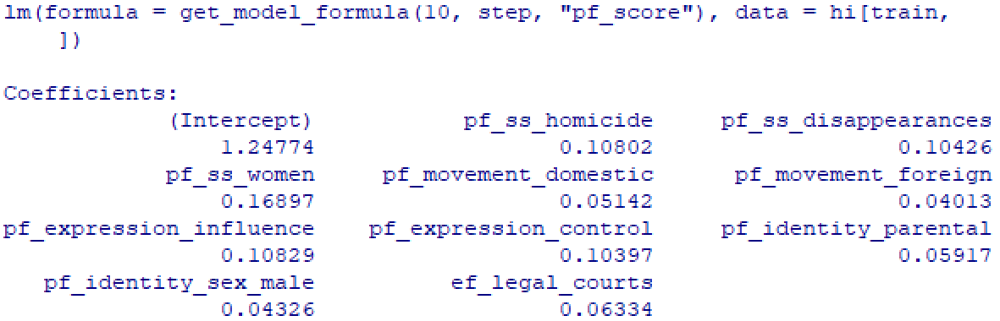 lm(formula = get_model_formula(10, step, "pf_score"), data = hi[train,
    ])
Coefficients:
(Intercept) pf_ss_homicide pf_ss_disappearances
1.24774 0.10802 0.10426
pf_ss_women pf_movement_domestic pf_movement_foreign
0.16897 0.05142 0.04013
pf_expression_influence pf_expression_control pf_identity_parental
0.10829 0.10397 0.05917
pf_identity_sex_male ef_legal_courts
0.04326 0.06334